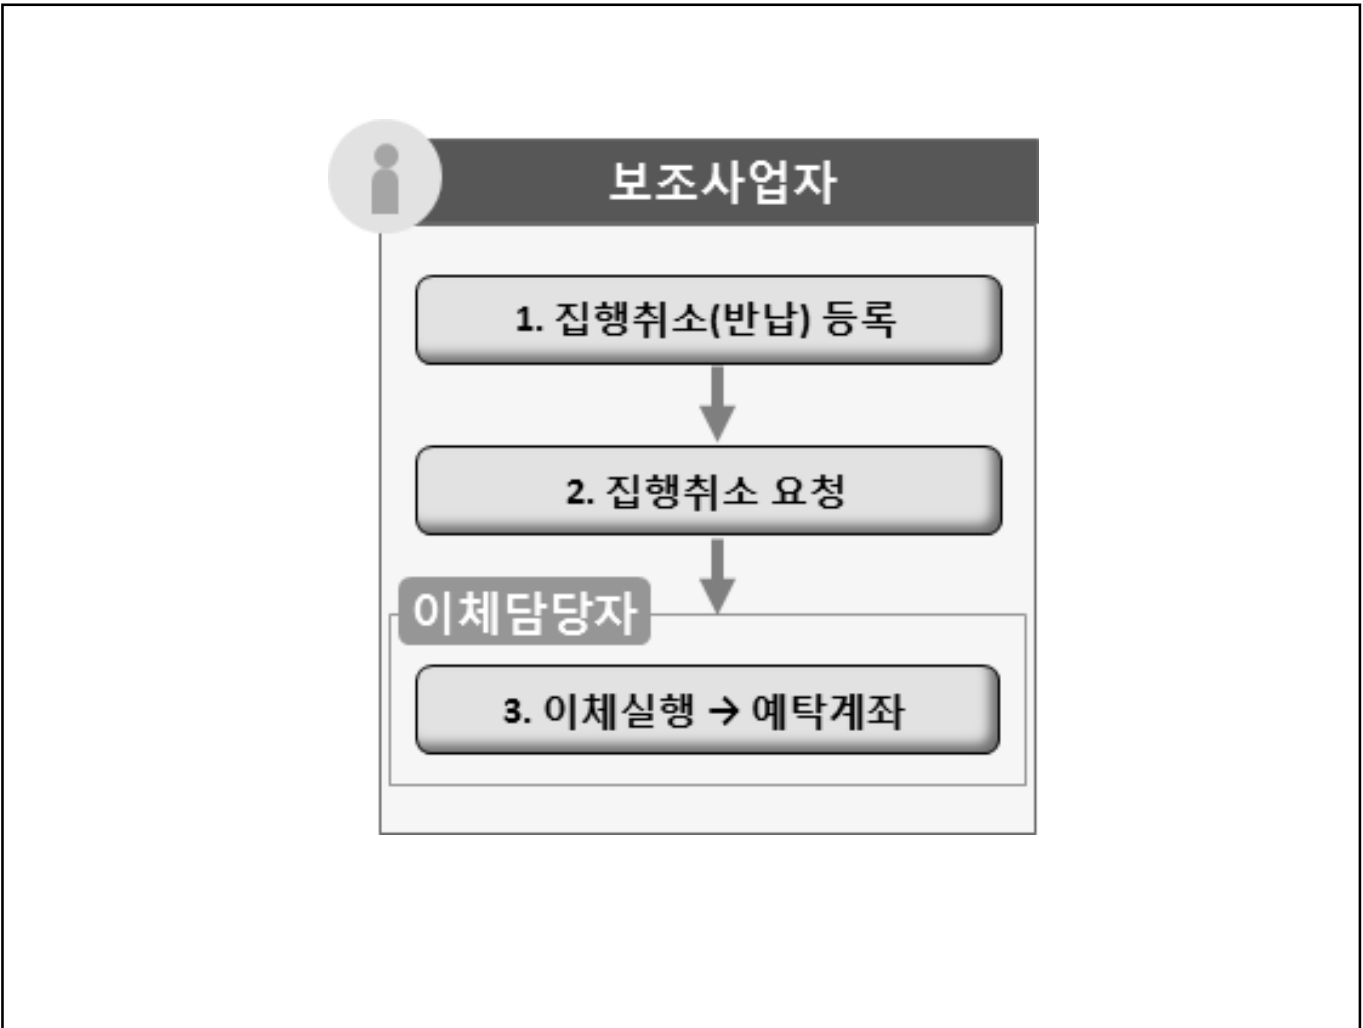 보조사업자
1. 집행취소(반납) 등록
2. 집행취소 요청
이체담당자
3. 이체실행 → 예탁계좌